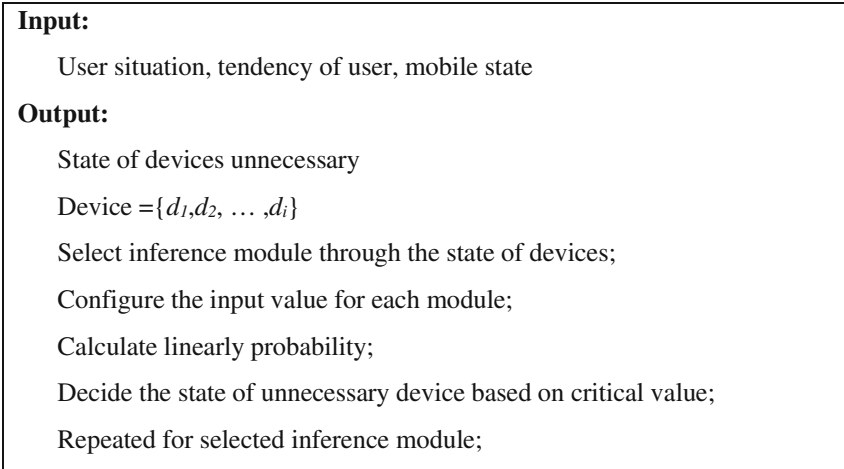 Input:
User situation, tendency of user, mobile state
Output:
State of devices unnecessary
Device ={d1,d2, … ,di}
Select inference module through the state of devices;
Configure the input value for each module;
Calculate linearly probability;
Decide the state of unnecessary device based on critical value;
Repeated for selected inference module;